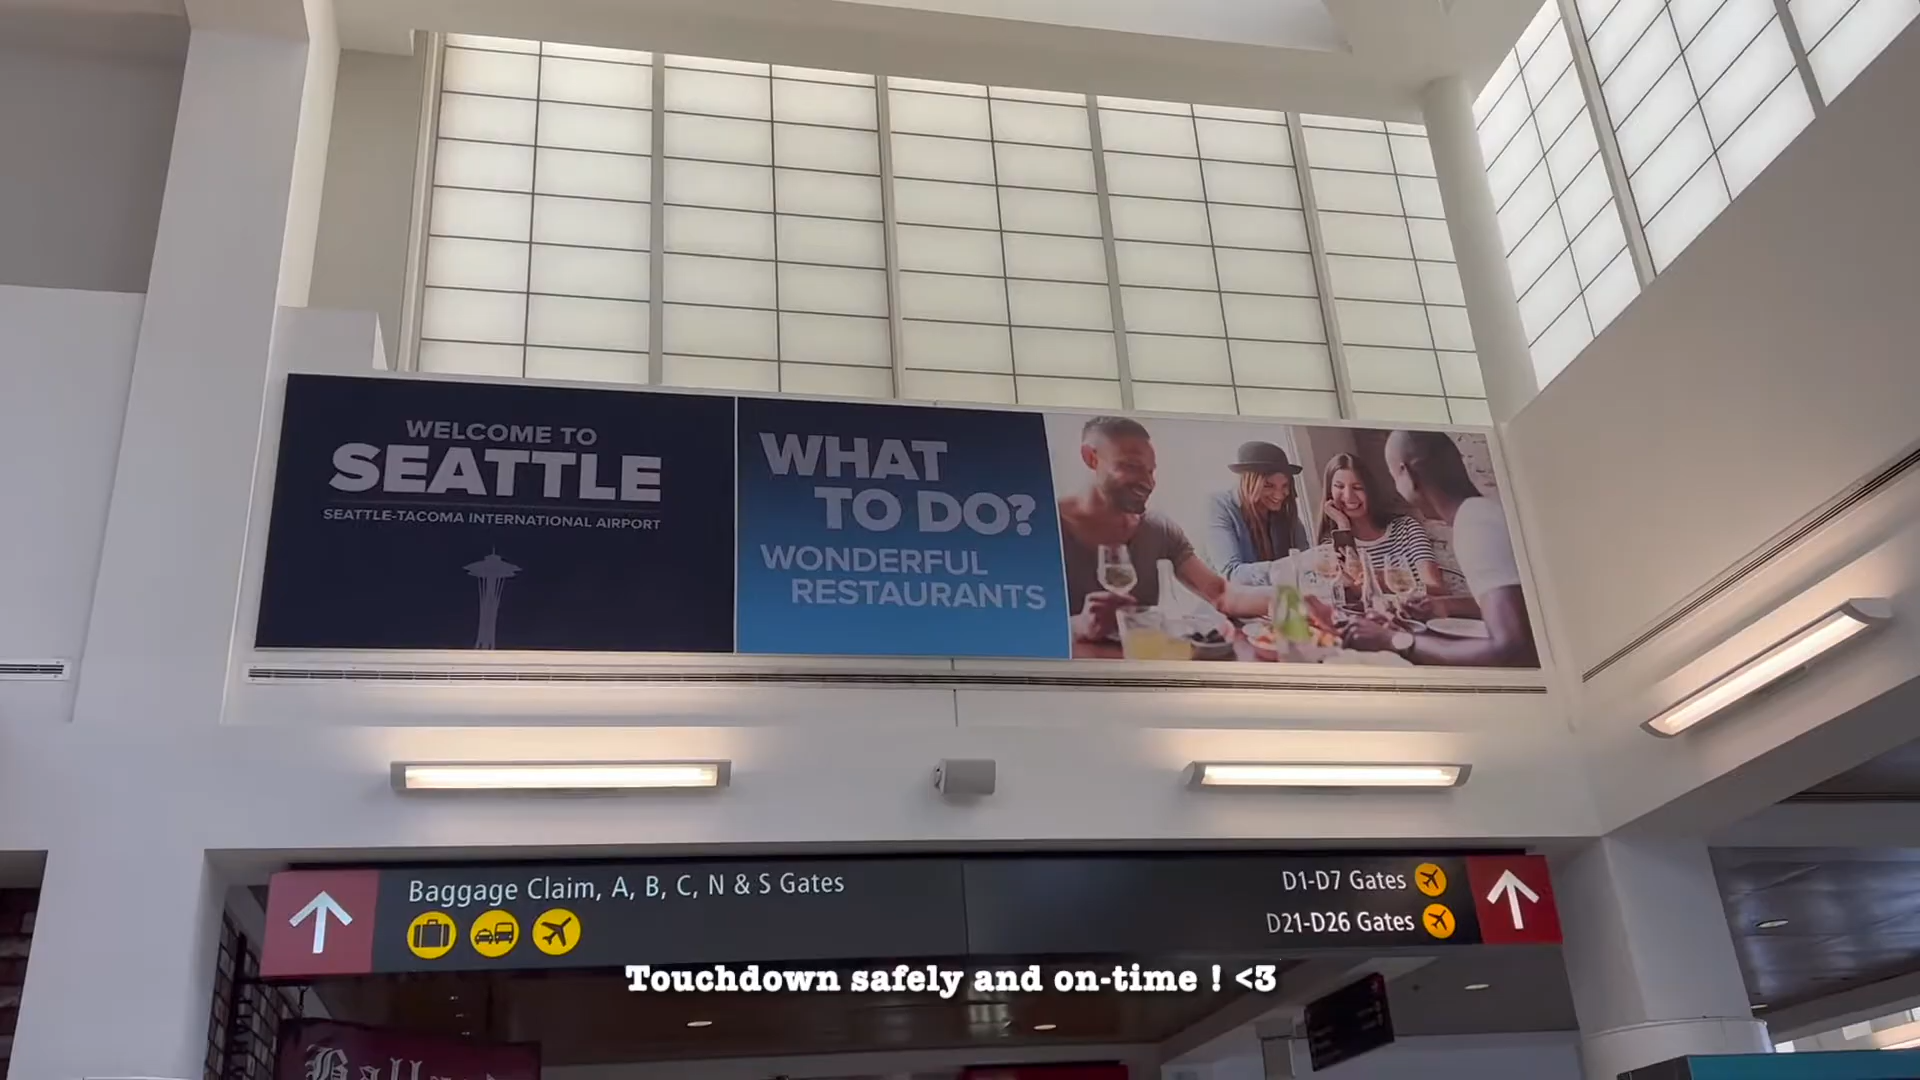 WELCOME TO
SEATTLE
SEATTLE-TACOMA INTERNATIONAL AIRPORT
WHAT
TO DO?
WONDERFUL
RESTAURANTS
Baggage Claim, A, B, C, N & S Gates
D1-D7 Gates
D21-D26 Gates
Touchdown safely and on-time ! <3